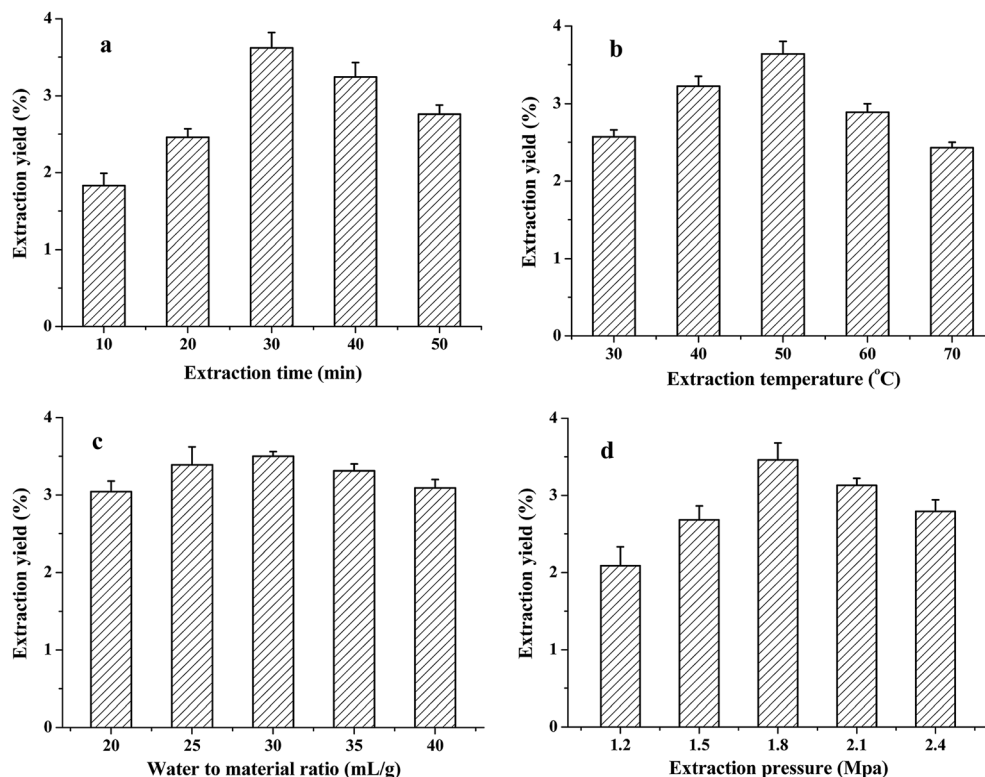 a
Extraction yield (%)
4
3
2
1
0
10 20 30 40 50
Extraction time (min)
b
Extraction yield (%)
4
3
2
1
0
30 40 50 60 70
Extraction temperature (°C)
c
Extraction yield (%)
4
3
2
1
0
20 25 30 35 40
Water to material ratio (mL/g)
d
Extraction yield (%)
4
3
2
1
0
1.2 1.5 1.8 2.1 2.4
Extraction pressure (Mpa)